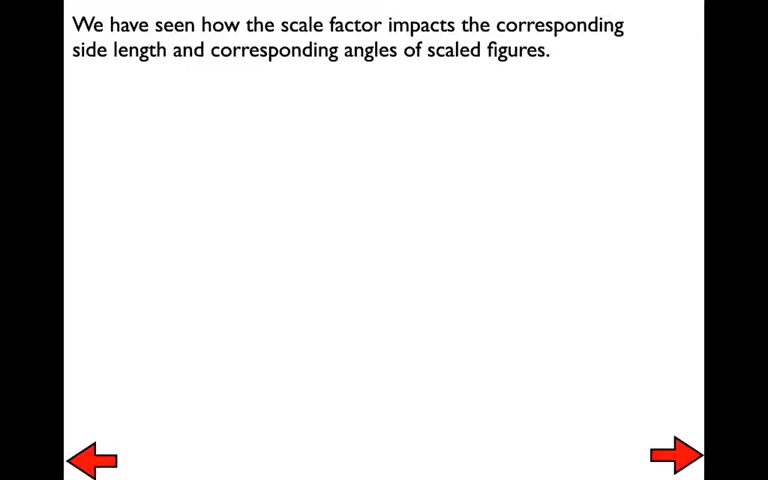 We have seen how the scale factor impacts the corresponding
side length and corresponding angles of scaled figures.